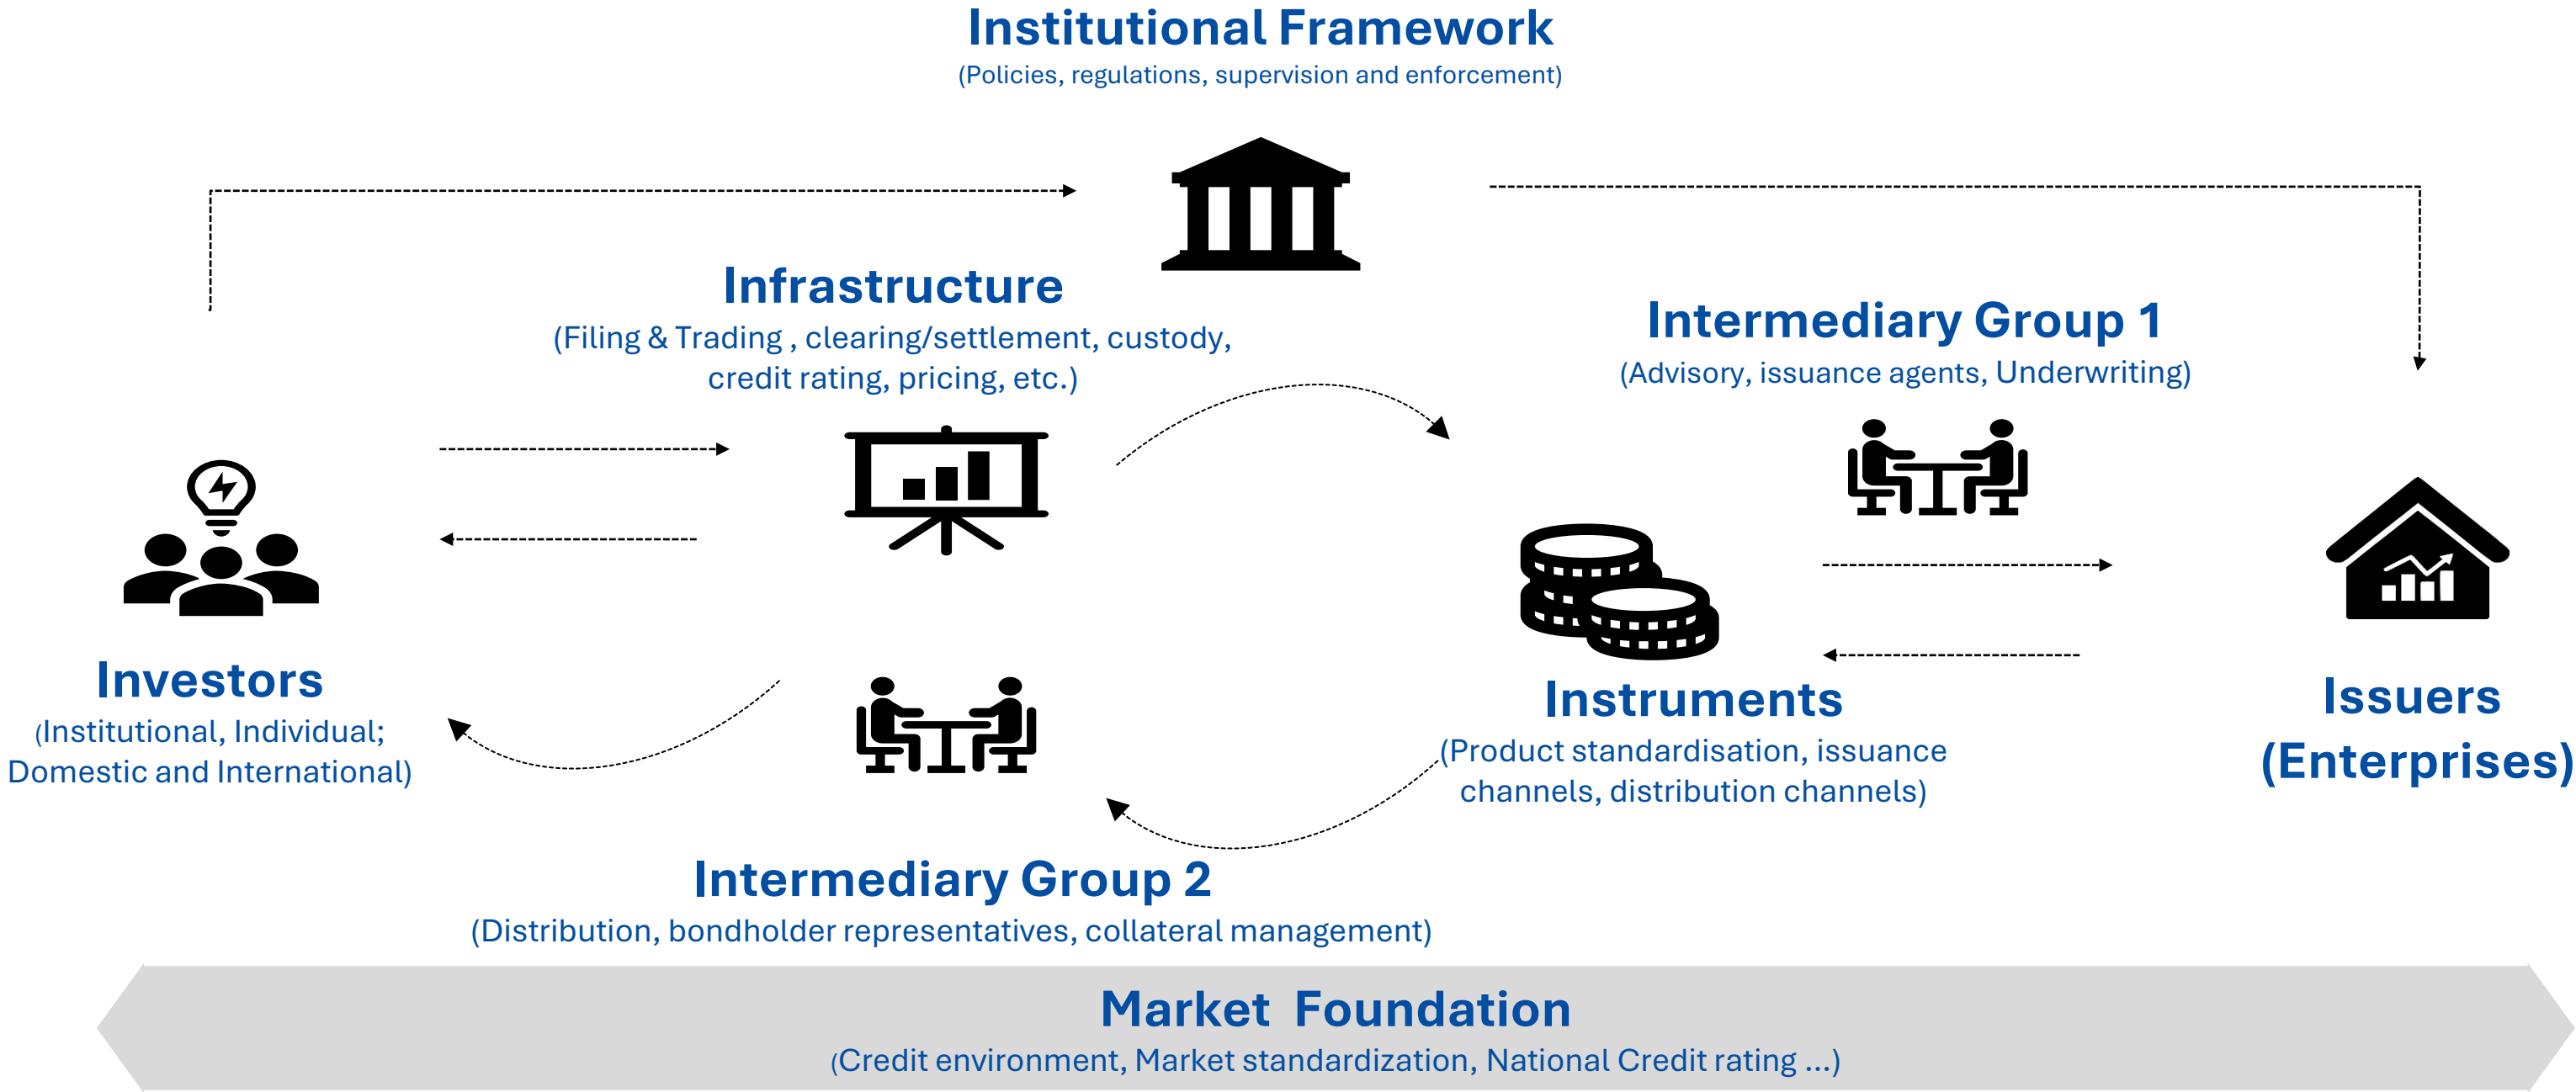 Institutional Framework
(Policies, regulations, supervision and enforcement)
Infrastructure
(Filing & Trading , clearing/settlement, custody,
credit rating, pricing, etc.)
Intermediary Group 1
(Advisory, issuance agents, Underwriting)
Investors
(Institutional, Individual;
Domestic and International)
Instruments
(Product standardisation, issuance
channels, distribution channels)
Issuers
(Enterprises)
Intermediary Group 2
(Distribution, bondholder representatives, collateral management)
Market  Foundation
(Credit environment, Market standardization, National Credit rating ...)